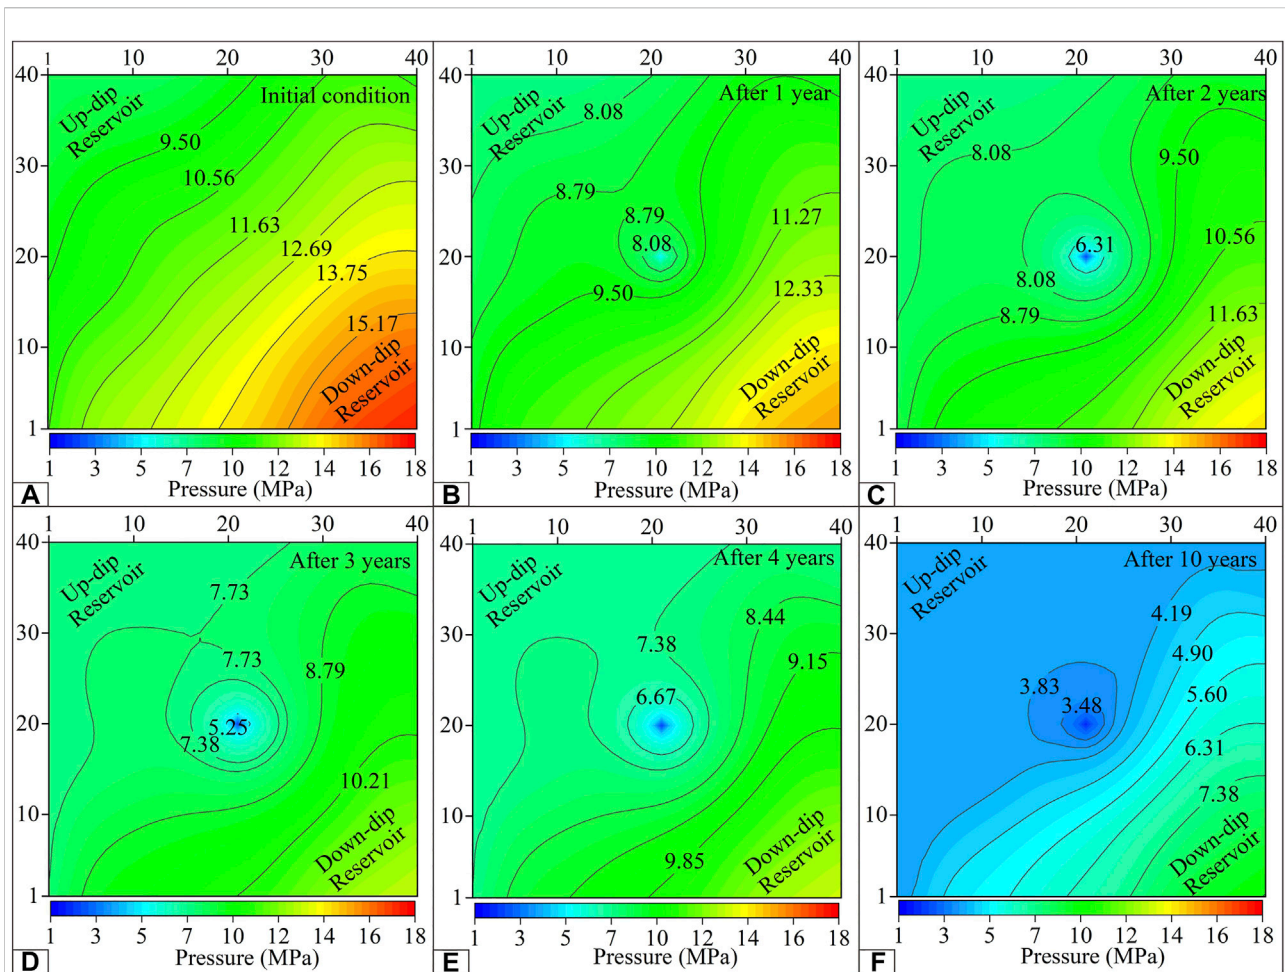 1 10 20 30 40
40
30
20
10
1
Up-dip
Reservoir
Initial condition
9.50
10.56
11.63
12.69
13.75
15.17
Down-dip
Reservoir
1 3 5 7 10 12 14 16 18
Pressure (MPa)
A
1 10 20 30 40
40
30
20
10
1
Up-dip
Reservoir
After 1 year
8.08
8.79
8.79
8.08
9.50
11.27
12.33
Down-dip
Reservoir
1 3 5 7 10 12 14 16 18
Pressure (MPa)
B
1 10 20 30 40
40
30
20
10
1
Up-dip
Reservoir
After 2 years
8.08
9.50
6.31
10.56
8.08
8.79
11.63
Down-dip
Reservoir
1 3 5 7 10 12 14 16 18
Pressure (MPa)
C
1 10 20 30 40
40
30
20
10
1
Up-dip
Reservoir
After 3 years
7.73
7.73
8.79
5.25
7.38
10.21
Down-dip
Reservoir
1 3 5 7 10 12 14 16 18
Pressure (MPa)
D
1 10 20 30 40
40
30
20
10
1
Up-dip
Reservoir
After 4 years
8.44
7.38
9.15
6.67
9.85
Down-dip
Reservoir
1 3 5 7 10 12 14 16 18
Pressure (MPa)
E
1 10 20 30 40
40
30
20
10
1
Up-dip
Reservoir
After 10 years
4.19
4.90
3.83
5.60
3.48
6.31
7.38
Down-dip
Reservoir
1 3 5 7 10 12 14 16 18
Pressure (MPa)
F